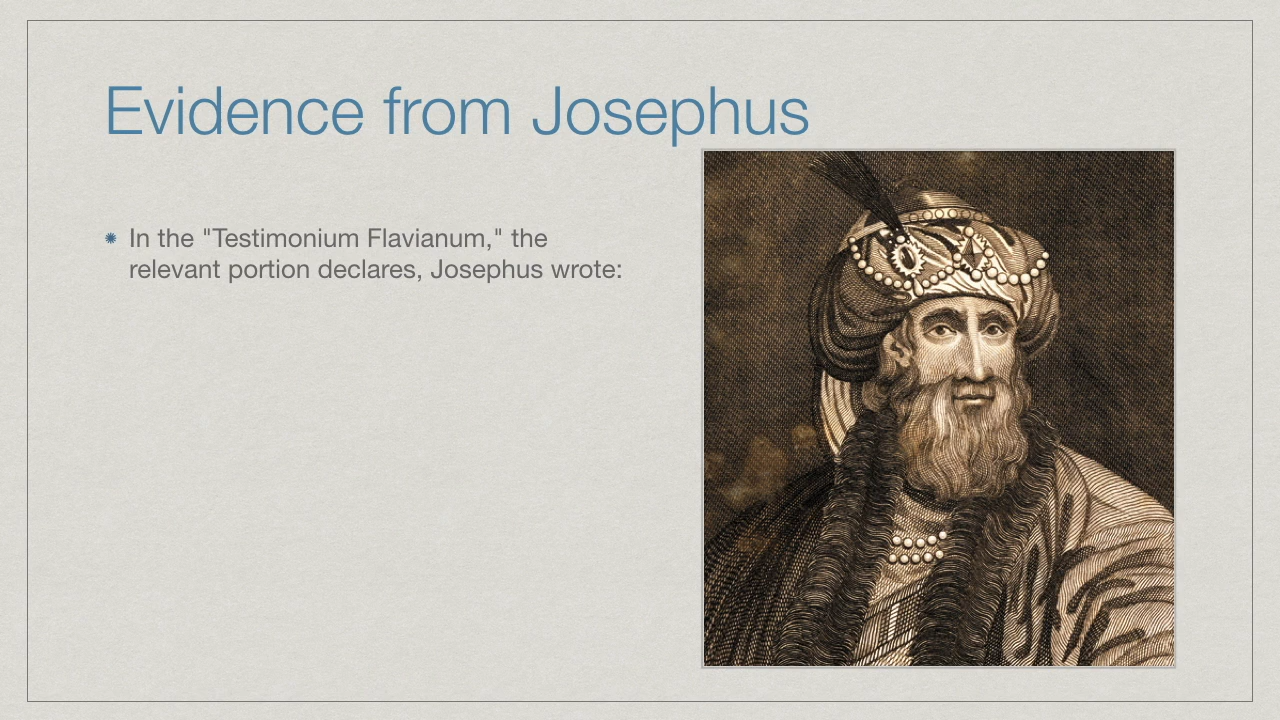 Evidence from Josephus
In the "Testimonium Flavianum," the
relevant portion declares, Josephus wrote: